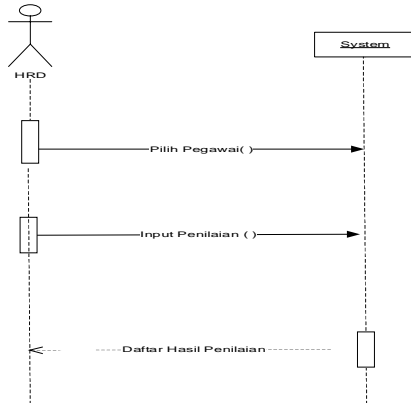 System
HRD
Pilih Pegawai( )
Input Penilaian ( )
Daftar Hasil Penilaian